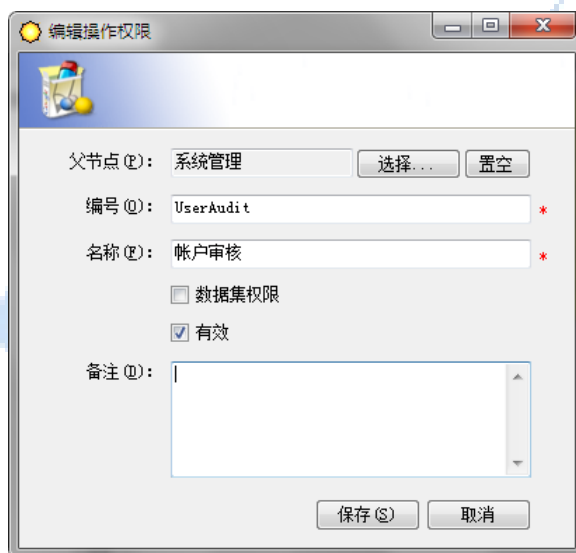 编辑操作权限
父节点(P): 系统管理 选择... 置空
编号(O): UserAudit *
名称(F): 帐户审核 *
数据集权限
有效
备注(D):
保存(S) 取消